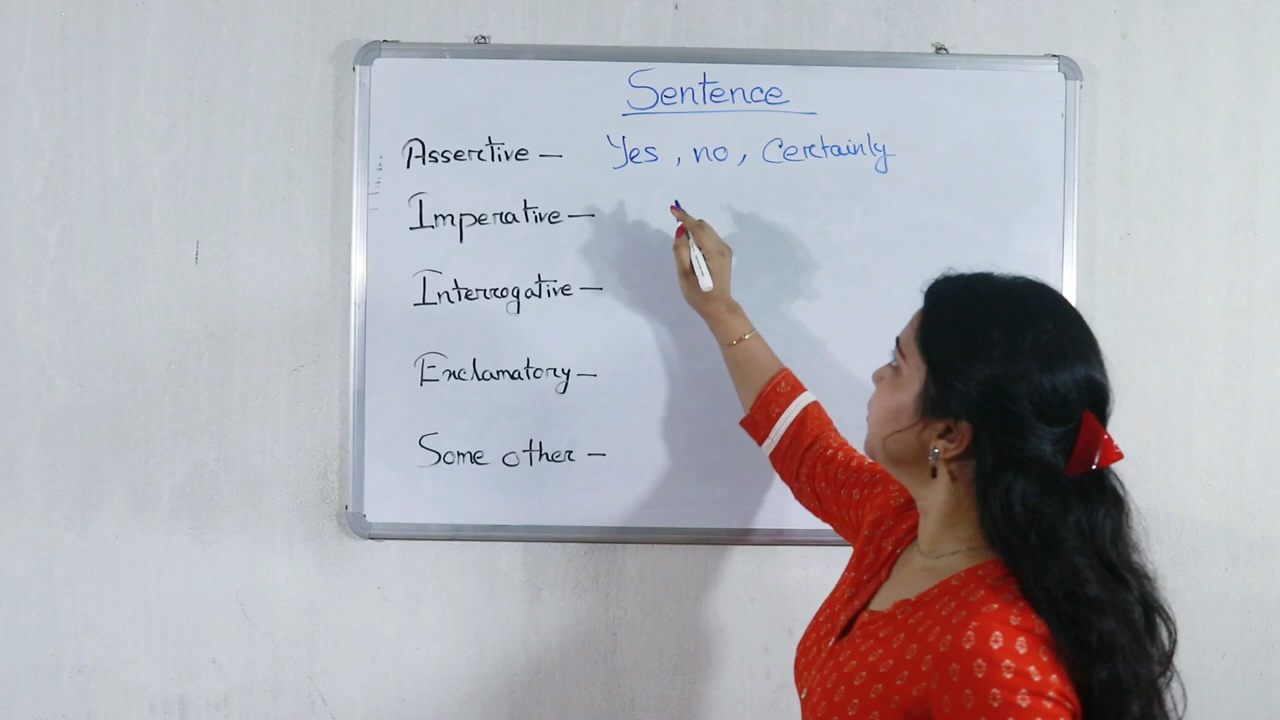 Sentence
Assertive – Yes, no, Certainly
Imperative –
Interrogative –
Exclamatory –
Some other –